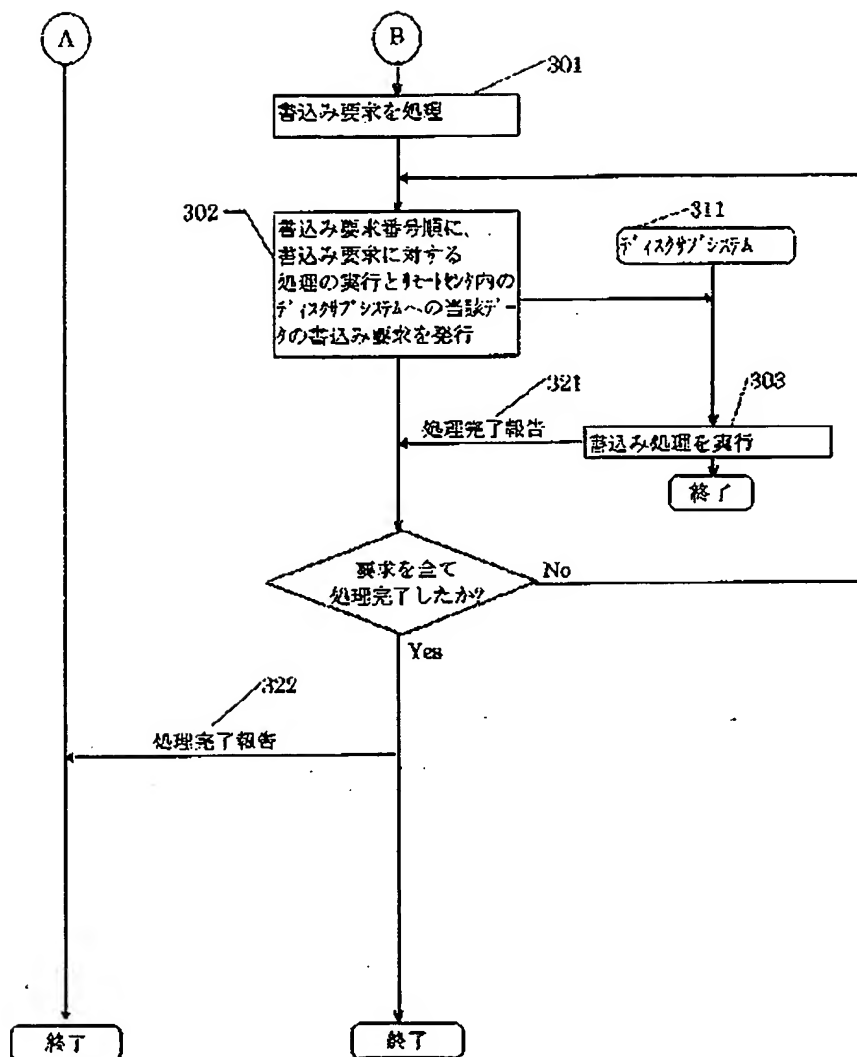 A
B
301
書込み要求を処理
302
書込み要求番号順に、
書込み要求に対する
処理の実行とリモートセンタ内の
ディスクサブシステムへの当該デー
タの書込み要求を発行
311
ディスクサブシステム
321
処理完了報告
303
書込み処理を実行
終了
要求を全て
処理完了したか?
No
Yes
322
処理完了報告
終了
終了